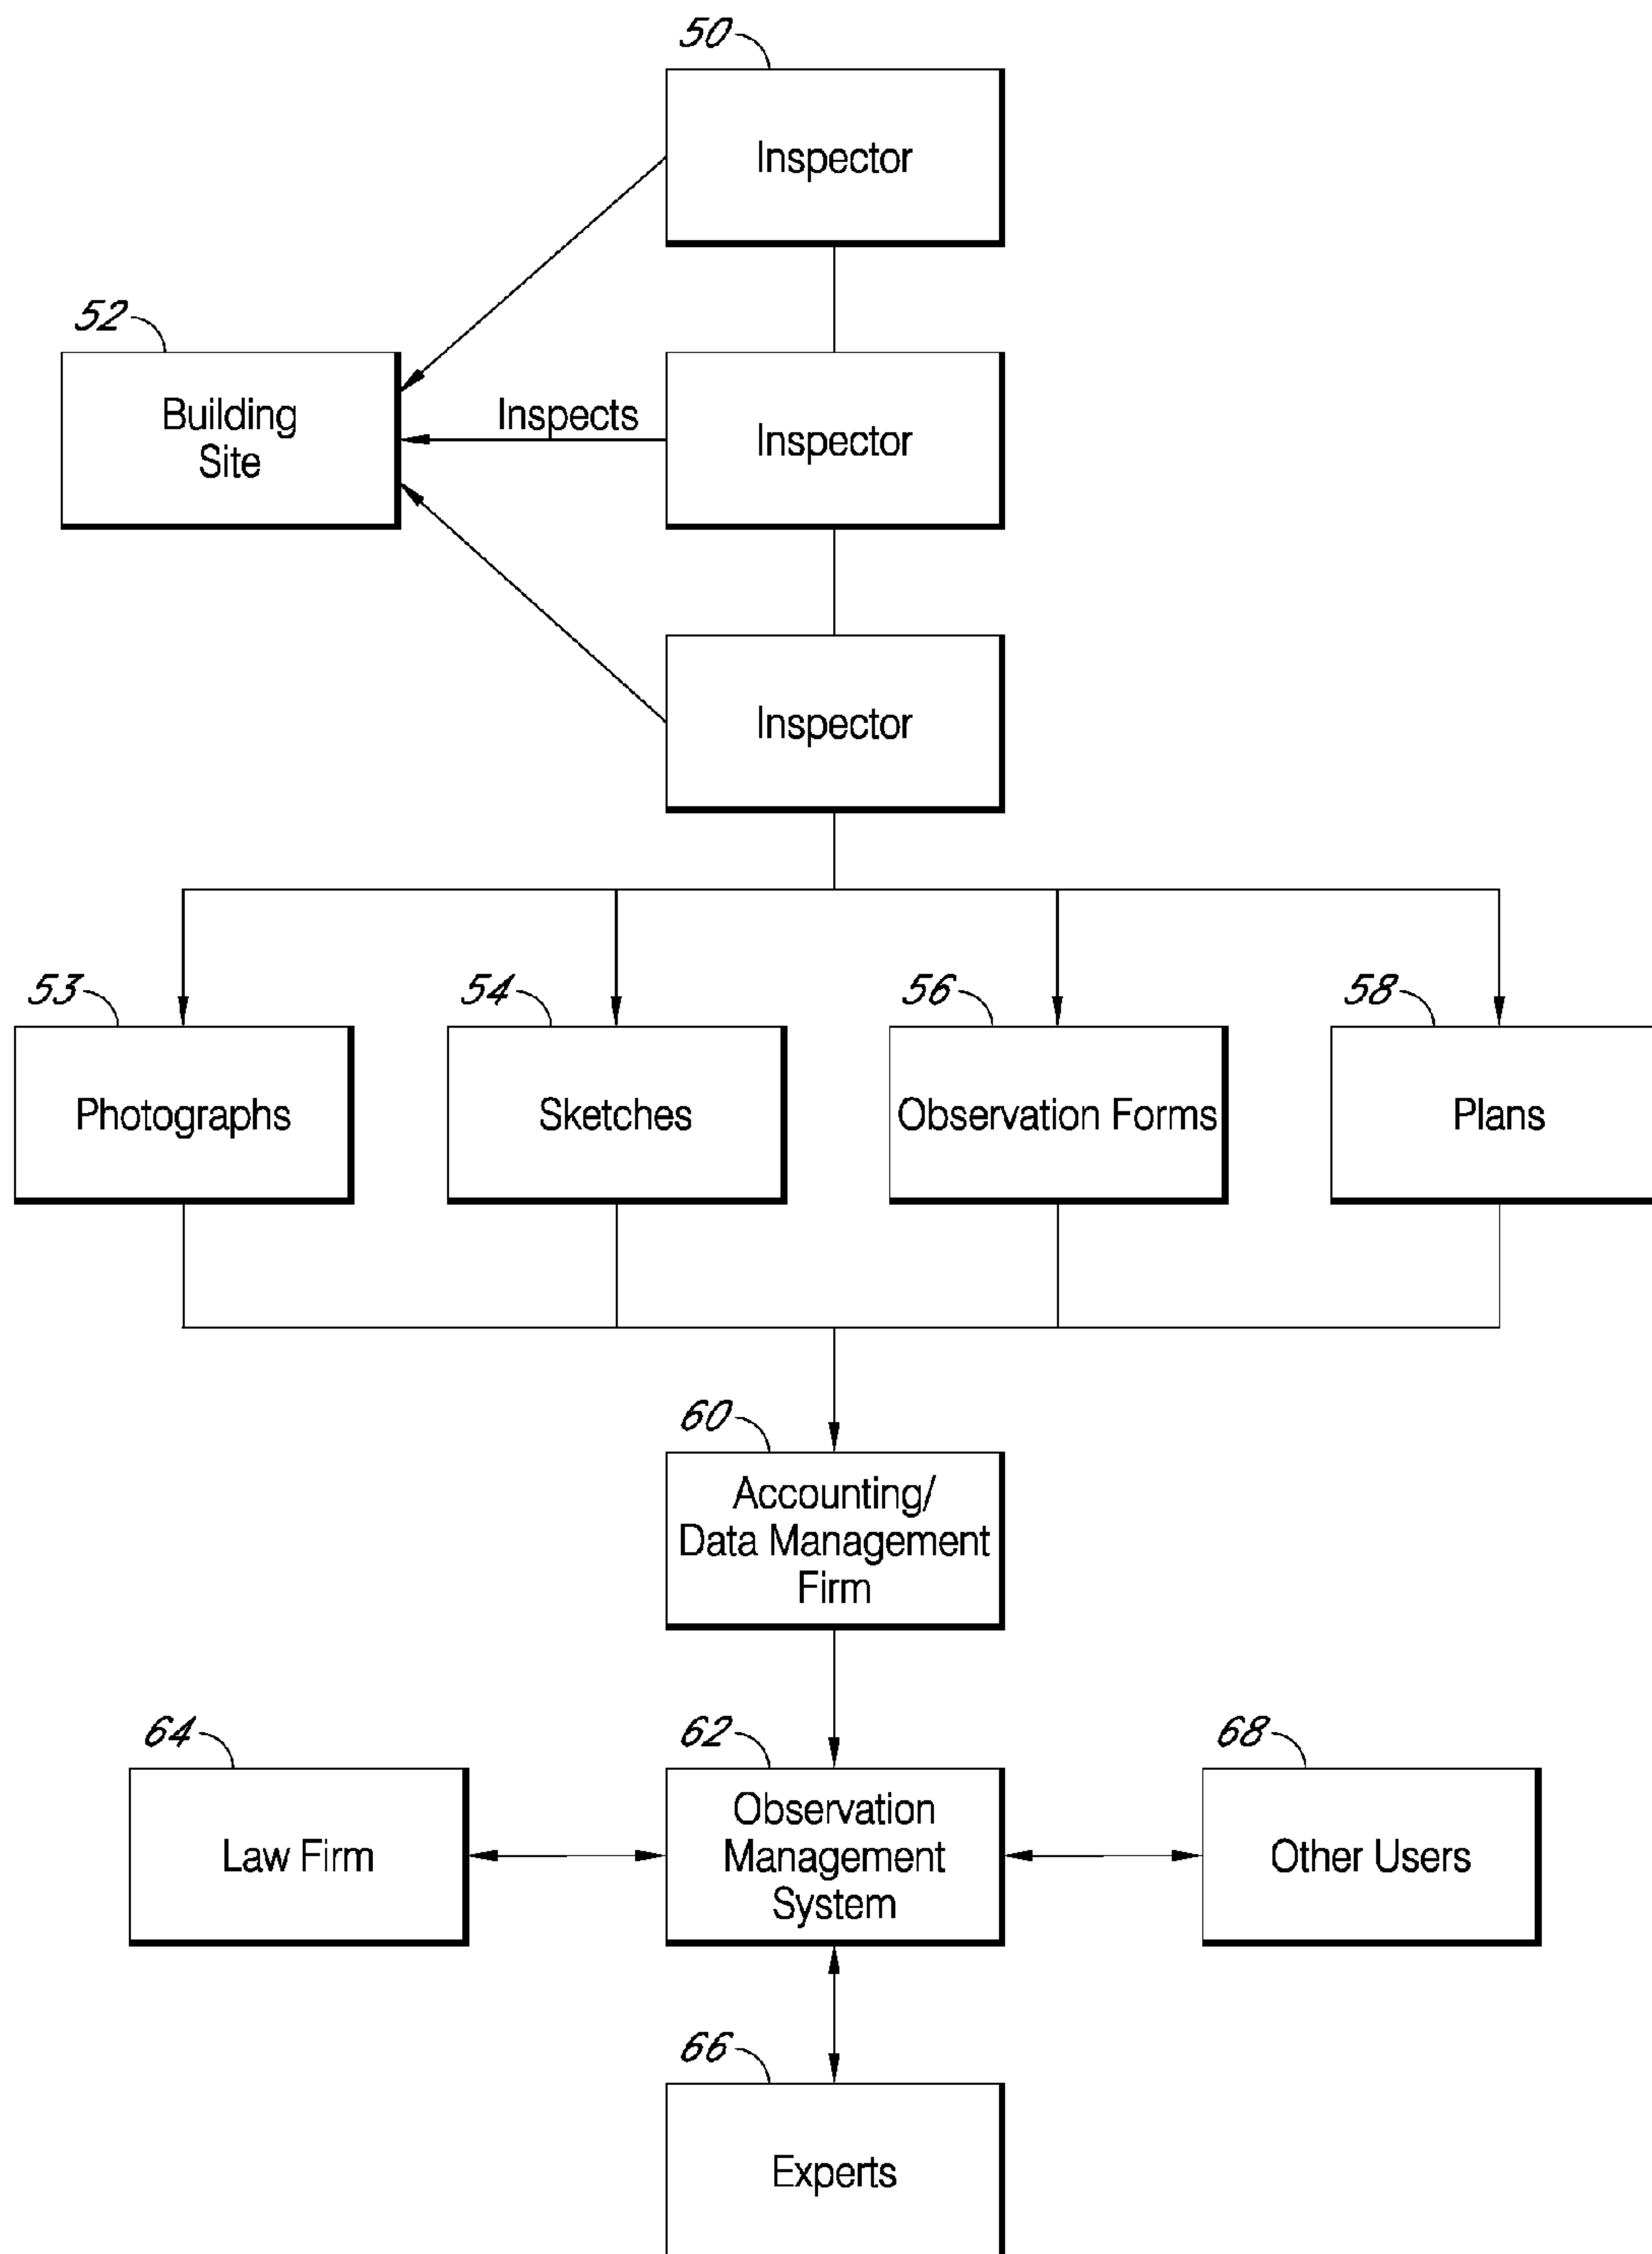 50
Inspector
52
Building
Site
Inspects
Inspector
Inspector
53
54
56
58
Photographs
Sketches
Observation Forms
Plans
60
Accounting/
Data Management
Firm
64
62
68
Law Firm
Observation
Management
System
Other Users
66
Experts